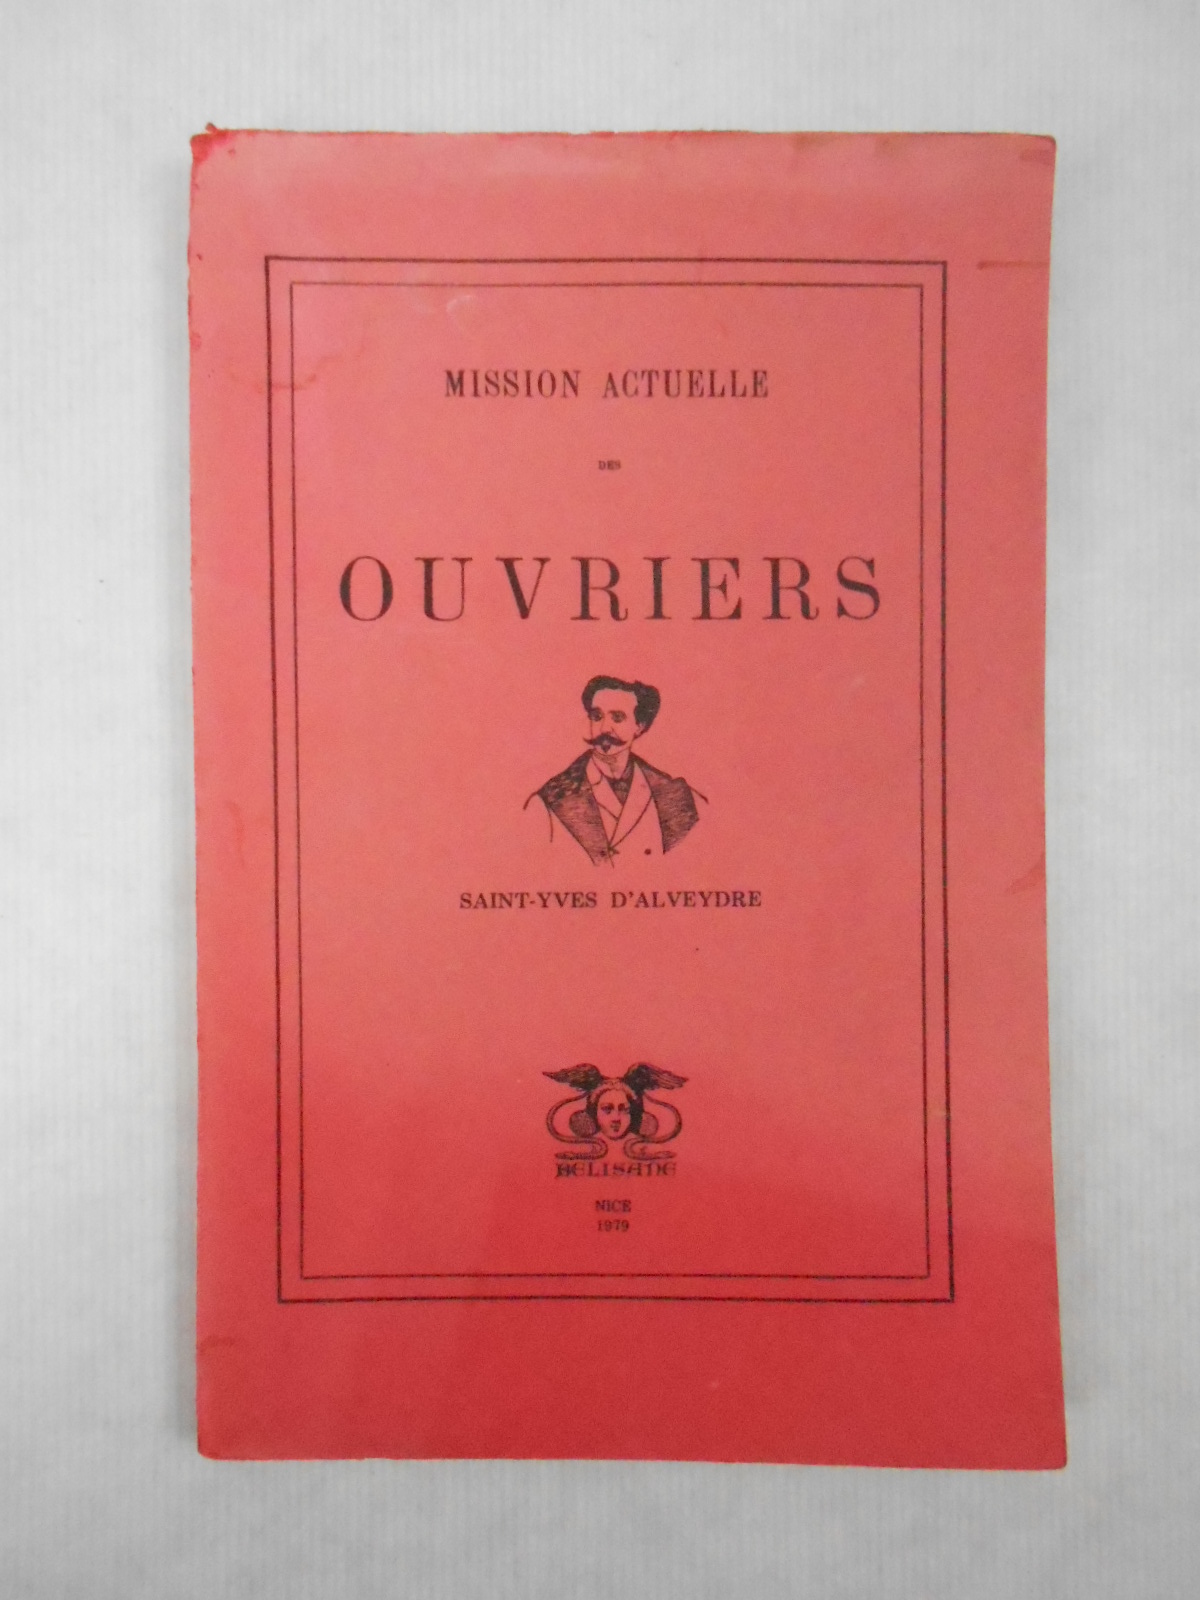 MISSION ACTUELLE
DES
OUVRIERS
SAINT-YVES D'ALVEYDRE
BELISANE
NICE
1979